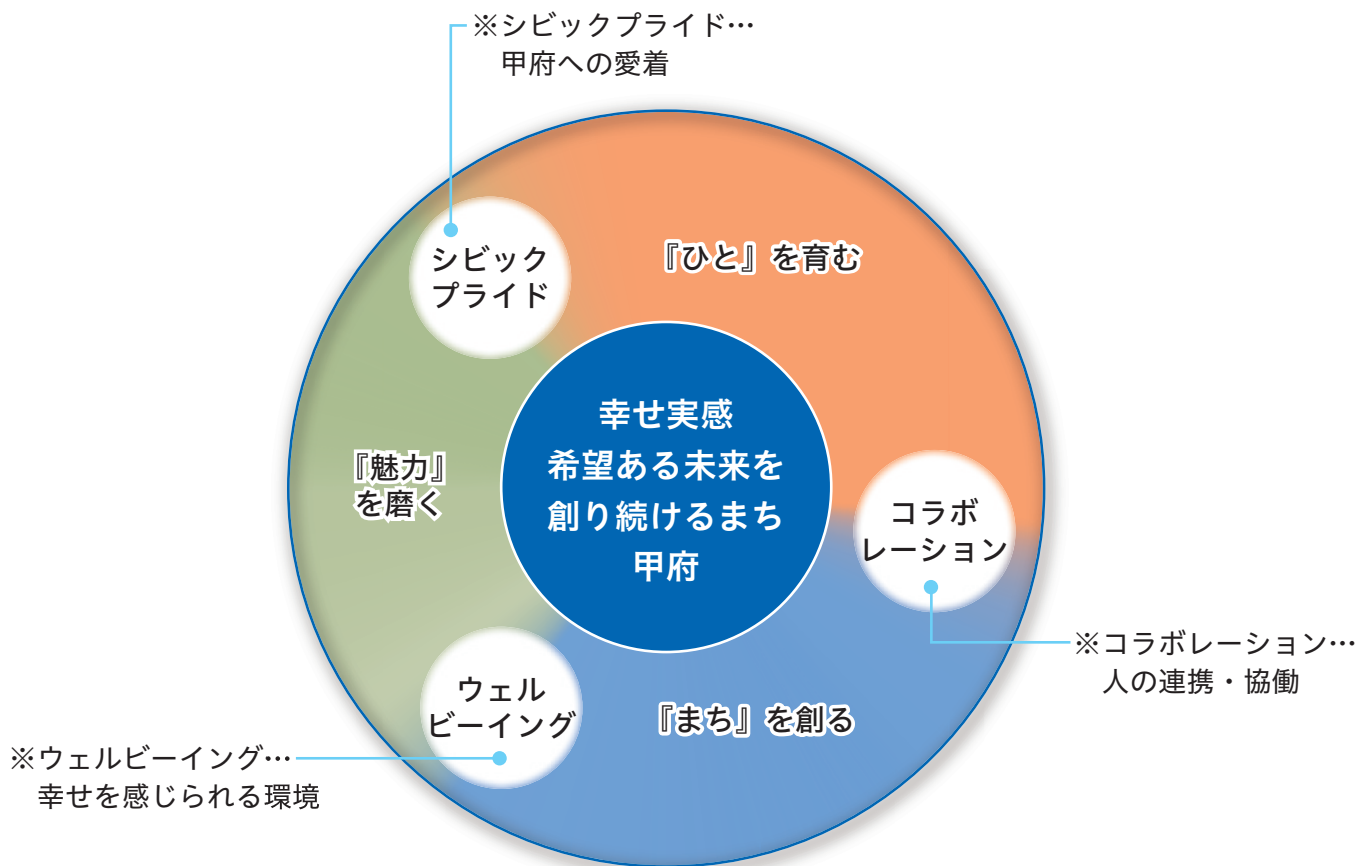 ※シビックプライド…
甲府への愛着
シビック
プライド
『ひと』を育む
幸せ実感
希望ある未来を
創り続けるまち
甲府
『魅力』
を磨く
コラボ
レーション
※コラボレーション…
人の連携・協働
ウェル
ビーイング
『まち』を創る
※ウェルビーイング…
幸せを感じられる環境